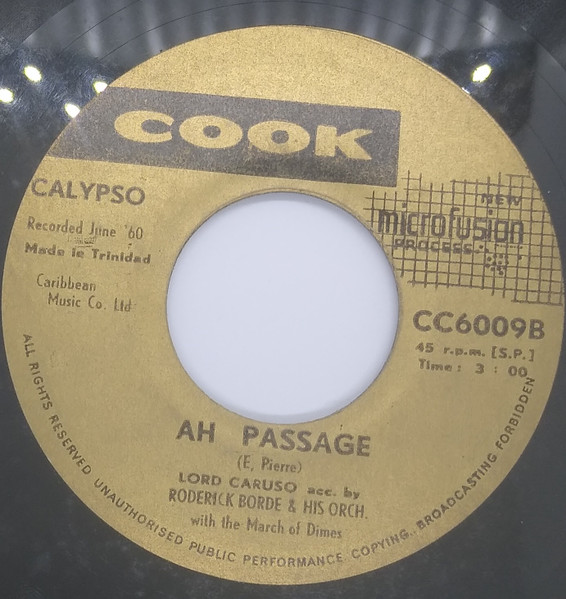 COOK
CALYPSO
Recorded June '60
Made in Trinidad
Caribbean
Music Co. Ltd
NEW
microfusion
PROCESS
CC6009B
45 r.p.m. [S.P.]
Time: 3 : 00
AH PASSAGE
(E. Pierre)
LORD CARUSO acc. by
RODERICK BORDE & HIS ORCH.
with the March of Dimes
ALL RIGHTS RESERVED UNAUTHORISED PUBLIC PERFORMANCE COPYING, BROADCASTING FORBIDDEN